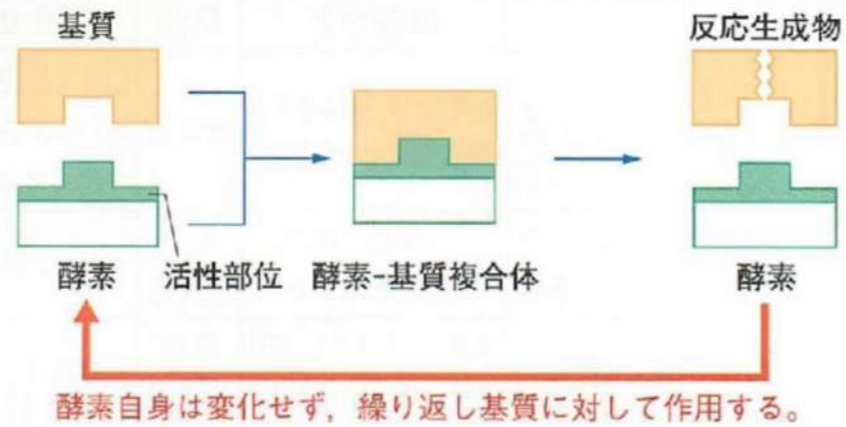 基質
反応生成物
酵素
活性部位
酵素-基質複合体
酵素
酵素自身は変化せず，繰り返し基質に対して作用する。